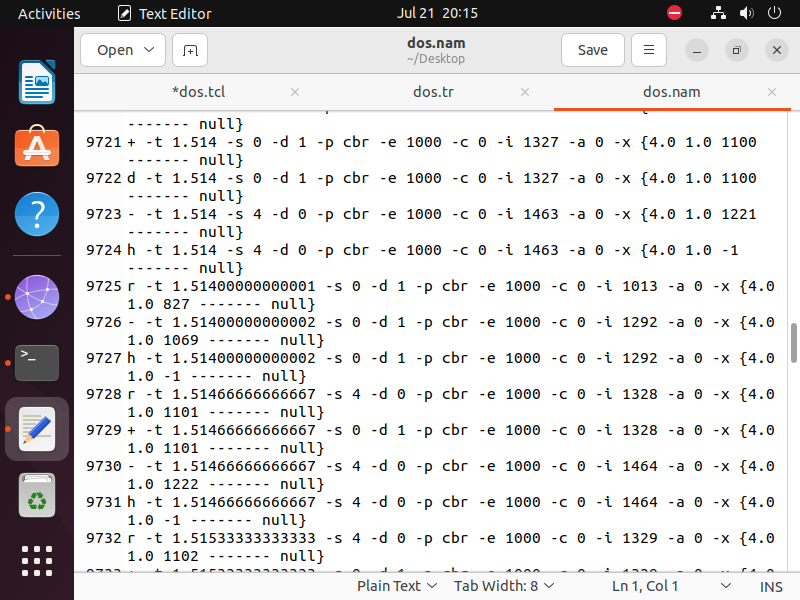 Activities Text Editor Jul 21 20:15
Open dos.nam Save
~/Desktop
*dos.tcl dos.tr dos.nam
------- null}
9721 + -t 1.514 -s 0 -d 1 -p cbr -e 1000 -c 0 -i 1327 -a 0 -x {4.0 1.0 1100
------- null}
9722 d -t 1.514 -s 0 -d 1 -p cbr -e 1000 -c 0 -i 1327 -a 0 -x {4.0 1.0 1100
------- null}
9723 - -t 1.514 -s 4 -d 0 -p cbr -e 1000 -c 0 -i 1463 -a 0 -x {4.0 1.0 1221
------- null}
9724 h -t 1.514 -s 4 -d 0 -p cbr -e 1000 -c 0 -i 1463 -a 0 -x {4.0 1.0 -1
------- null}
9725 r -t 1.51400000000001 -s 0 -d 1 -p cbr -e 1000 -c 0 -i 1013 -a 0 -x {4.0
1.0 827 ------- null}
9726 - -t 1.51400000000002 -s 0 -d 1 -p cbr -e 1000 -c 0 -i 1292 -a 0 -x {4.0
1.0 1069 ------- null}
9727 h -t 1.51400000000002 -s 0 -d 1 -p cbr -e 1000 -c 0 -i 1292 -a 0 -x {4.0
1.0 -1 ------- null}
9728 r -t 1.51466666666667 -s 4 -d 0 -p cbr -e 1000 -c 0 -i 1328 -a 0 -x {4.0
1.0 1101 ------- null}
9729 + -t 1.51466666666667 -s 0 -d 1 -p cbr -e 1000 -c 0 -i 1328 -a 0 -x {4.0
1.0 1101 ------- null}
9730 - -t 1.51466666666667 -s 4 -d 0 -p cbr -e 1000 -c 0 -i 1464 -a 0 -x {4.0
1.0 1222 ------- null}
9731 h -t 1.51466666666667 -s 4 -d 0 -p cbr -e 1000 -c 0 -i 1464 -a 0 -x {4.0
1.0 -1 ------- null}
9732 r -t 1.51533333333333 -s 4 -d 0 -p cbr -e 1000 -c 0 -i 1329 -a 0 -x {4.0
1.0 1102 ------- null}
Plain Text Tab Width: 8 Ln 1, Col 1 INS